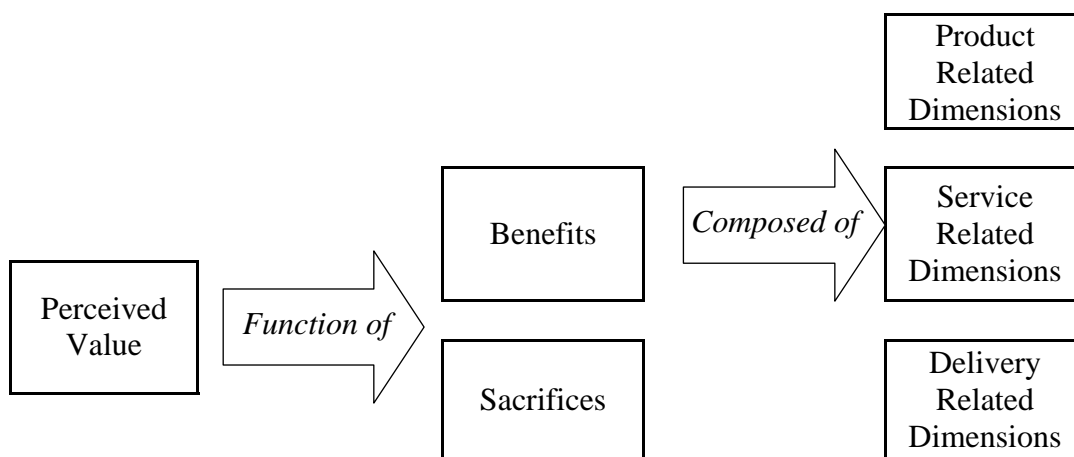 Perceived
Value
Function of
Benefits
Sacrifices
Composed of
Product
Related
Dimensions
Service
Related
Dimensions
Delivery
Related
Dimensions